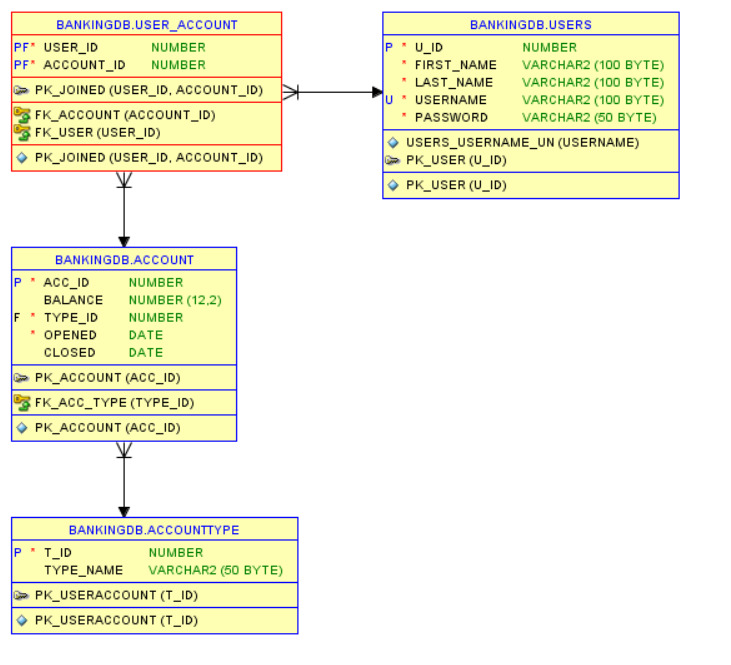 BANKINGDB.USER_ACCOUNT
PF* USER_ID NUMBER
PF* ACCOUNT_ID NUMBER
PK_JOINED (USER_ID, ACCOUNT_ID)
FK_ACCOUNT (ACCOUNT_ID)
FK_USER (USER_ID)
PK_JOINED (USER_ID, ACCOUNT_ID)
BANKINGDB.USERS
P * U_ID NUMBER
* FIRST_NAME VARCHAR2 (100 BYTE)
* LAST_NAME VARCHAR2 (100 BYTE)
U * USERNAME VARCHAR2 (100 BYTE)
* PASSWORD VARCHAR2 (50 BYTE)
USERS_USERNAME_UN (USERNAME)
PK_USER (U_ID)
PK_USER (U_ID)
BANKINGDB.ACCOUNT
P * ACC_ID NUMBER
BALANCE NUMBER (12,2)
F * TYPE_ID NUMBER
* OPENED DATE
CLOSED DATE
PK_ACCOUNT (ACC_ID)
FK_ACC_TYPE (TYPE_ID)
PK_ACCOUNT (ACC_ID)
BANKINGDB.ACCOUNTTYPE
P * T_ID NUMBER
TYPE_NAME VARCHAR2 (50 BYTE)
PK_USERACCOUNT (T_ID)
PK_USERACCOUNT (T_ID)